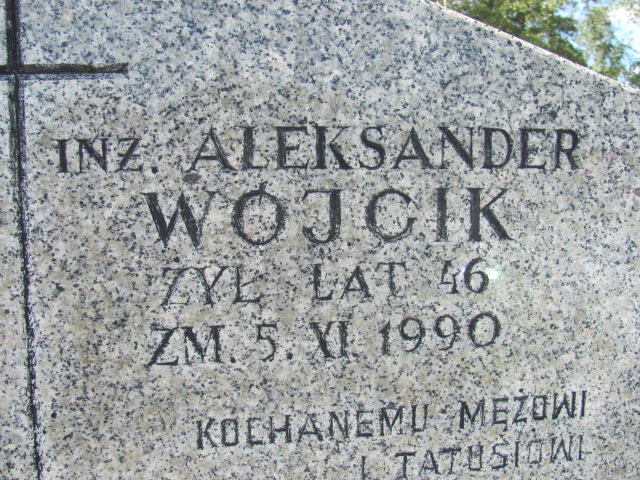 INŻ. ALEKSANDER
WÓJCIK
ŻYŁ LAT 46
ZM. 5. XI. 1990
KOCHANEMU MĘŻOWI
I TATUSIOWI